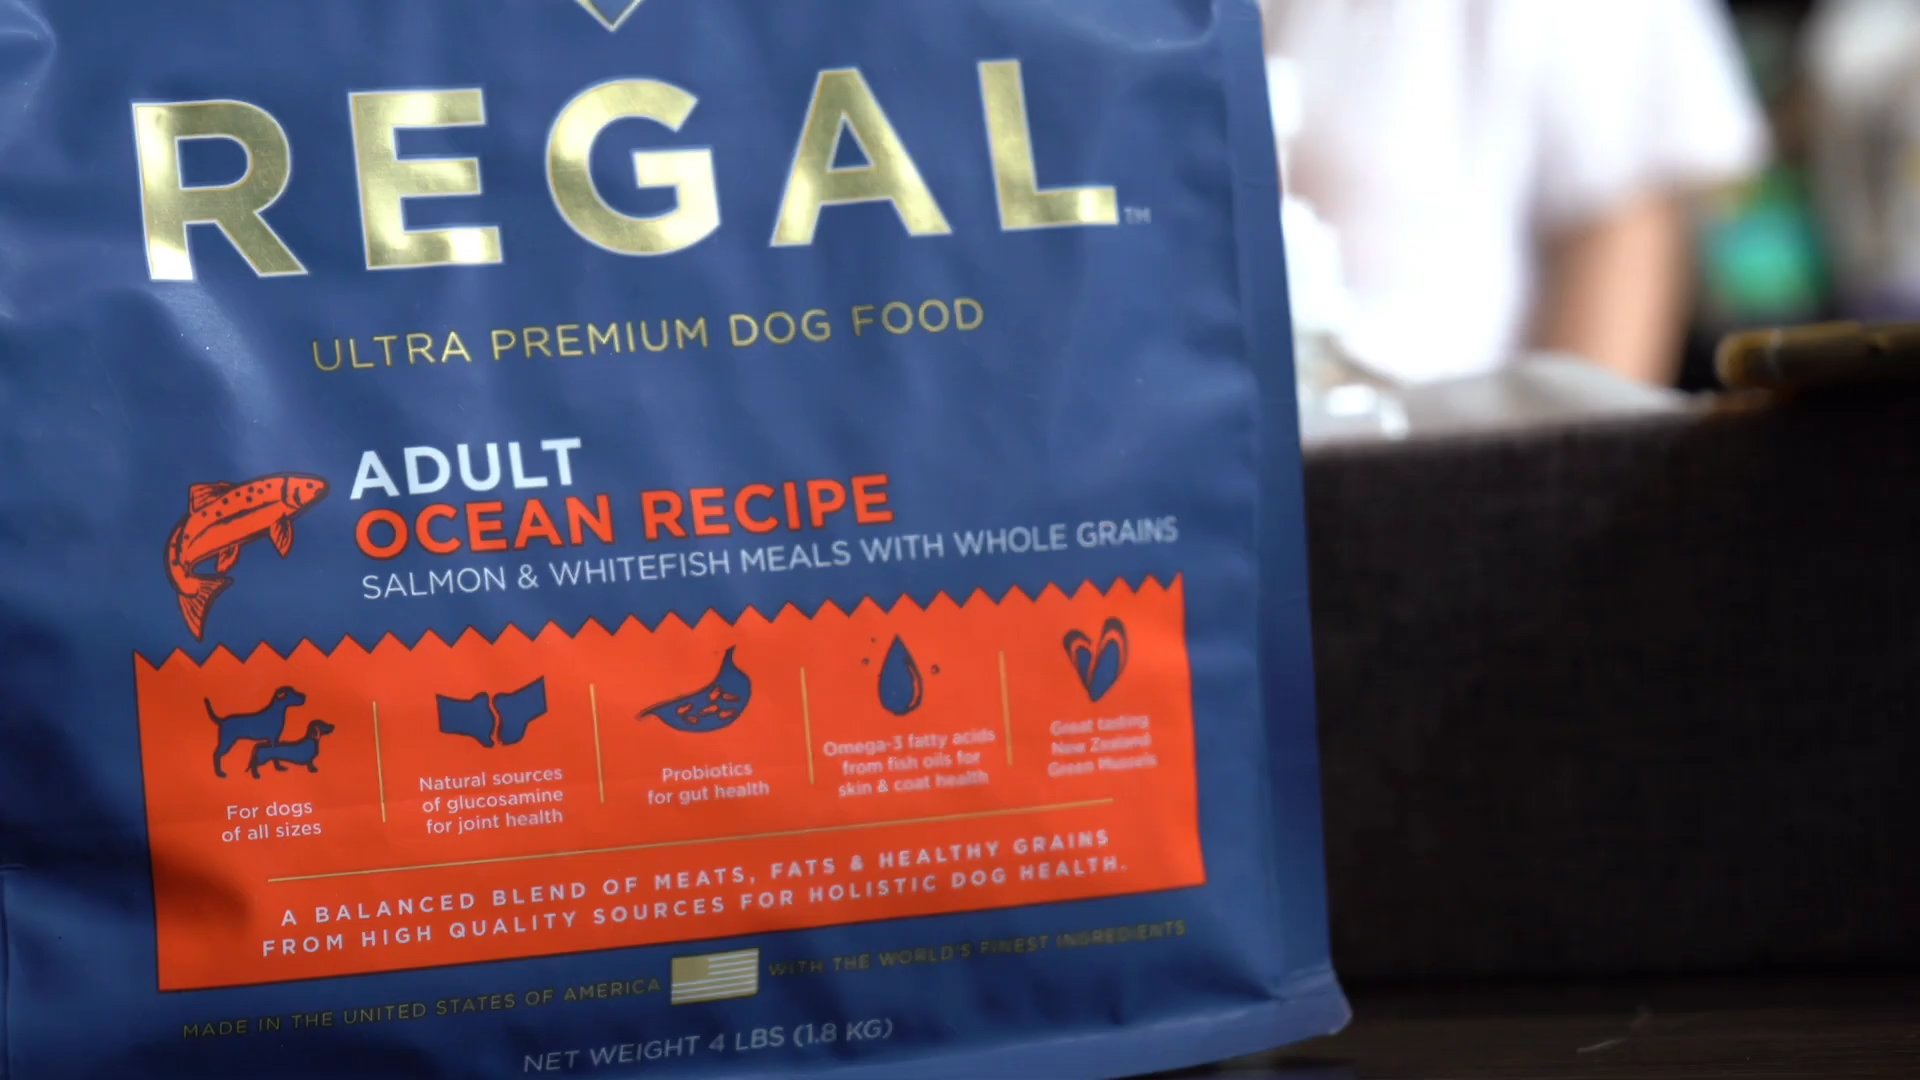 REGAL™
ULTRA PREMIUM DOG FOOD
ADULT
OCEAN RECIPE
SALMON & WHITEFISH MEALS WITH WHOLE GRAINS
For dogs
of all sizes
Natural sources
of glucosamine
for joint health
Probiotics
for gut health
Omega-3 fatty acids
from fish oils for
skin & coat health
Great tasting
New Zealand
Green Mussels
A BALANCED BLEND OF MEATS, FATS & HEALTHY GRAINS
FROM HIGH QUALITY SOURCES FOR HOLISTIC DOG HEALTH.
MADE IN THE UNITED STATES OF AMERICA WITH THE WORLD'S FINEST INGREDIENTS
NET WEIGHT 4 LBS (1.8 KG)